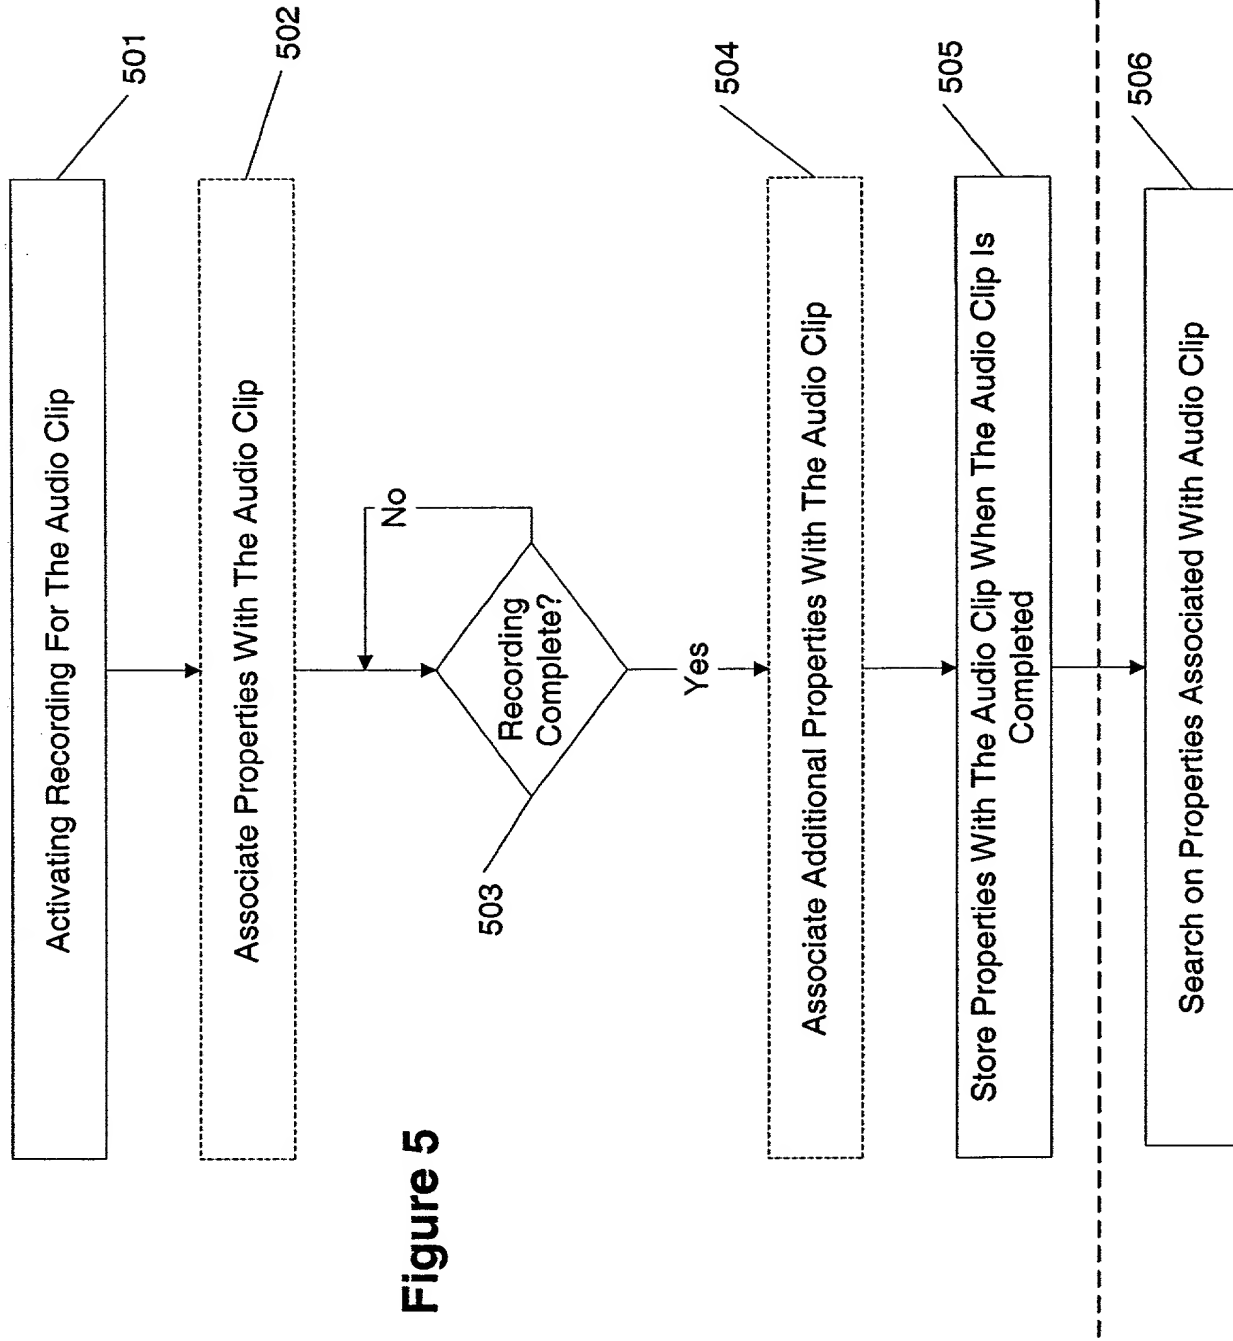 501
Activating Recording For The Audio Clip
502
Associate Properties With The Audio Clip
No
Recording
Complete?
503
Yes
504
Associate Additional Properties With The Audio Clip
505
Store Properties With The Audio Clip When The Audio Clip Is
Completed
506
Search on Properties Associated With Audio Clip
Figure 5